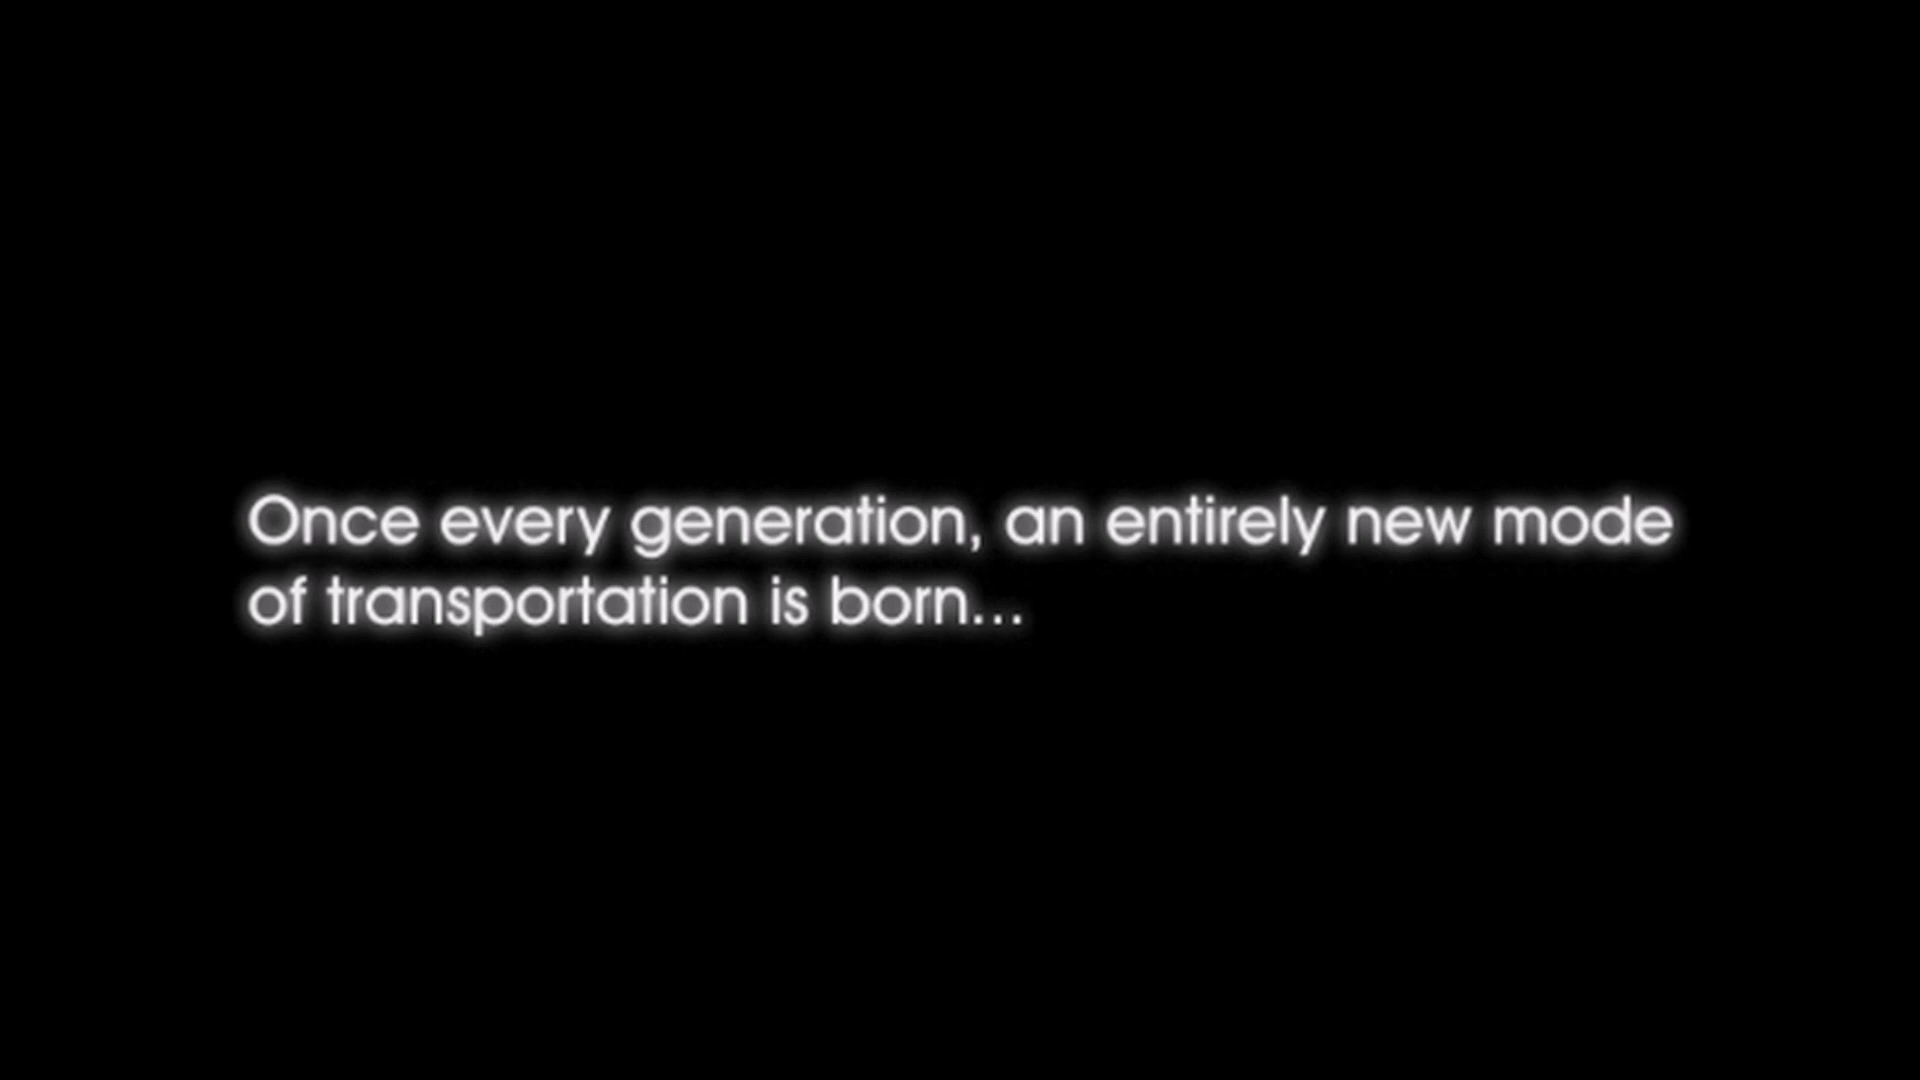 Once every generation, an entirely new mode
of transportation is born...